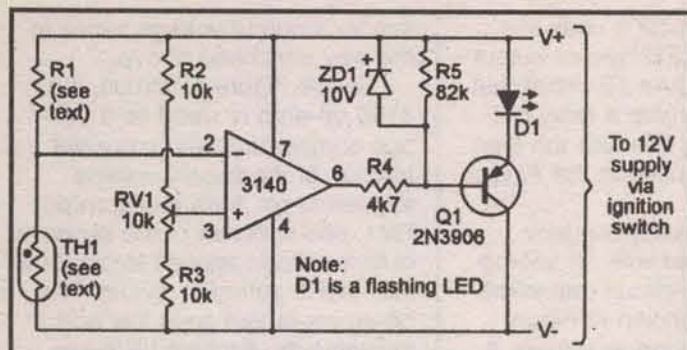 V+
R1
(see
text)
R2
10k
ZD1
10V
+
R5
82k
D1
2
−
7
3140
6
R4
4k7
RV1
10k
+
3
4
Q1
2N3906
To 12V
supply
via
ignition
switch
TH1
(see
text)
R3
10k
Note:
D1 is a flashing LED
V-